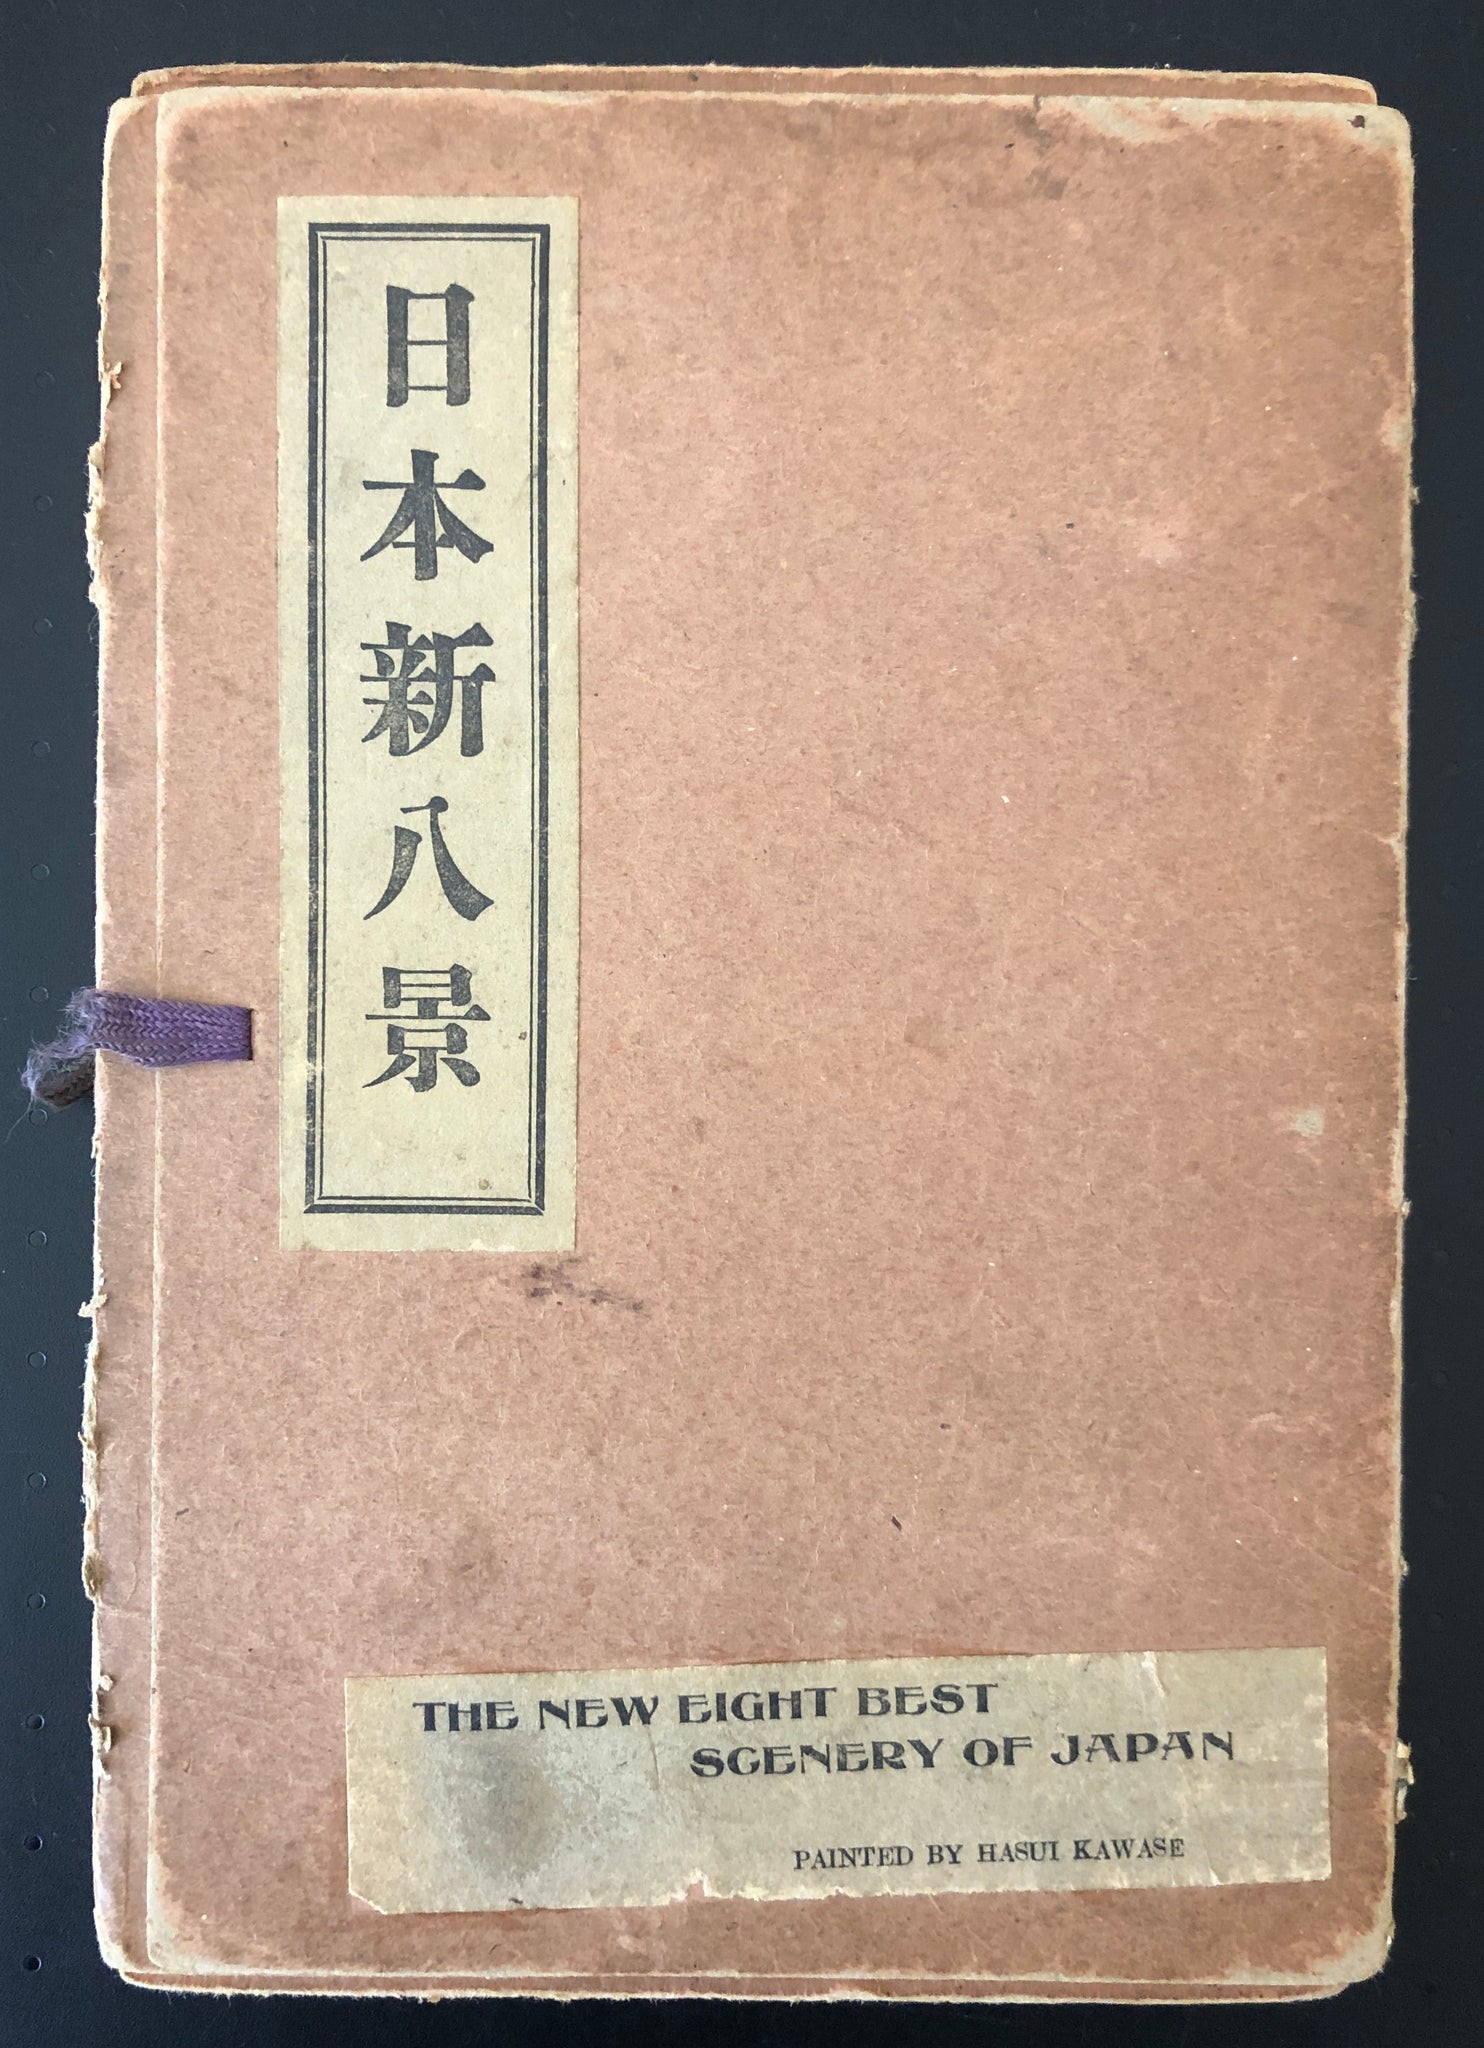 日本新八景
THE NEW EIGHT BEST
SCENERY OF JAPAN
PAINTED BY HASUI KAWASE